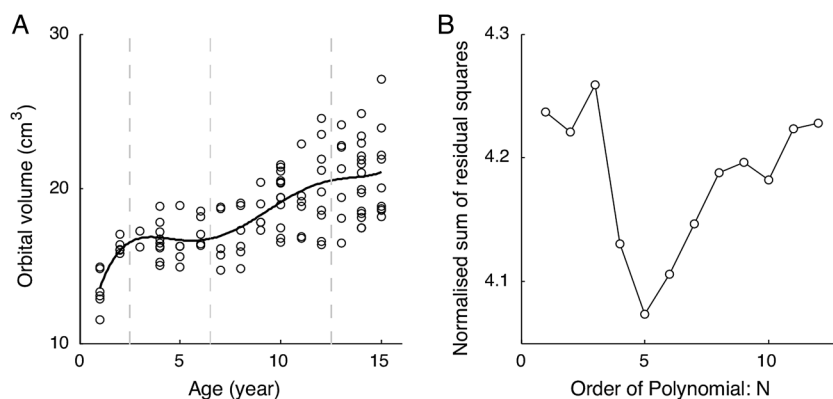 A
30
20
10
Orbital volume (cm³)
0
5
10
15
Age (year)
B
4.3
4.2
4.1
Normalised sum of residual squares
0
5
10
Order of Polynomial: N